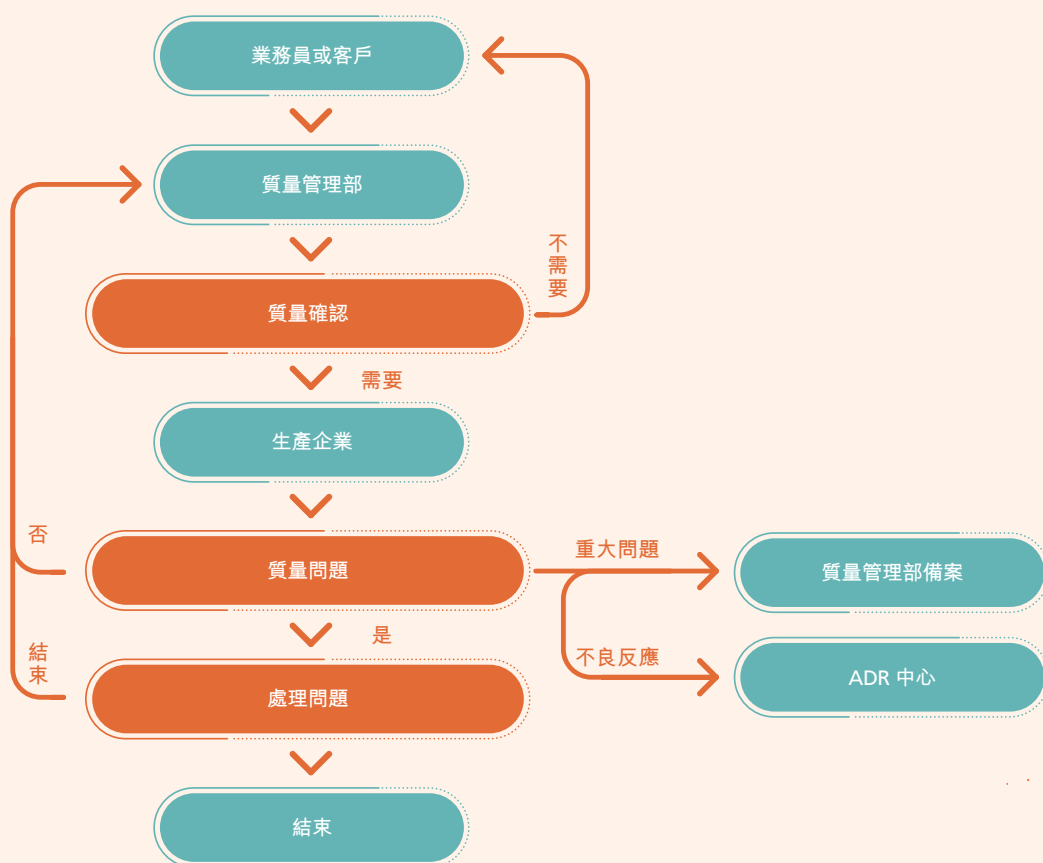 業務員或客戶
質量管理部
不需要
質量確認
需要
生產企業
否
質量問題
重大問題
質量管理部備案
是
不良反應
ADR 中心
結束
處理問題
結束